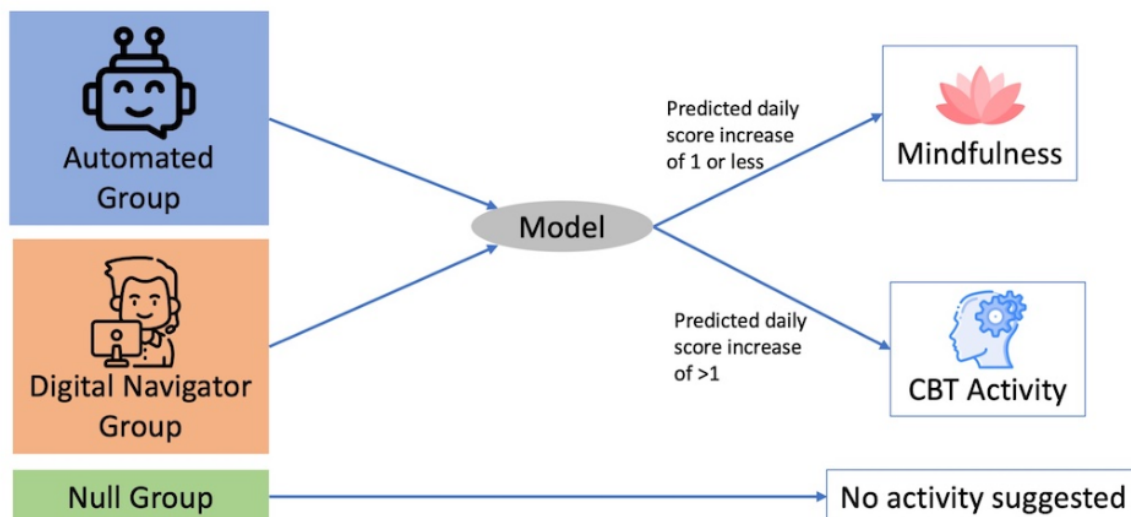 Automated
Group
Digital Navigator
Group
Null Group
Model
Predicted daily
score increase
of 1 or less
Mindfulness
Predicted daily
score increase
of >1
CBT Activity
No activity suggested